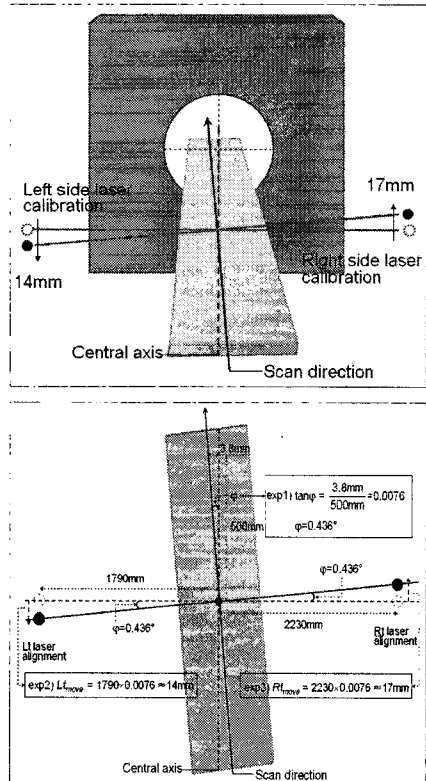 Left side laser
calibration
14mm
17mm
Right side laser
calibration
Central axis
Scan direction
3.8mm
φ
exp1) tanφ = 3.8mm / 500mm = 0.0076
φ=0.436°
500mm
1790mm
φ=0.436°
φ=0.436°
2230mm
Lt laser
alignment
Rt laser
alignment
exp2) Lt_move = 1790×0.0076 ≈ 14mm
exp3) Rt_move = 2230×0.0076 ≈ 17mm
Central axis
Scan direction